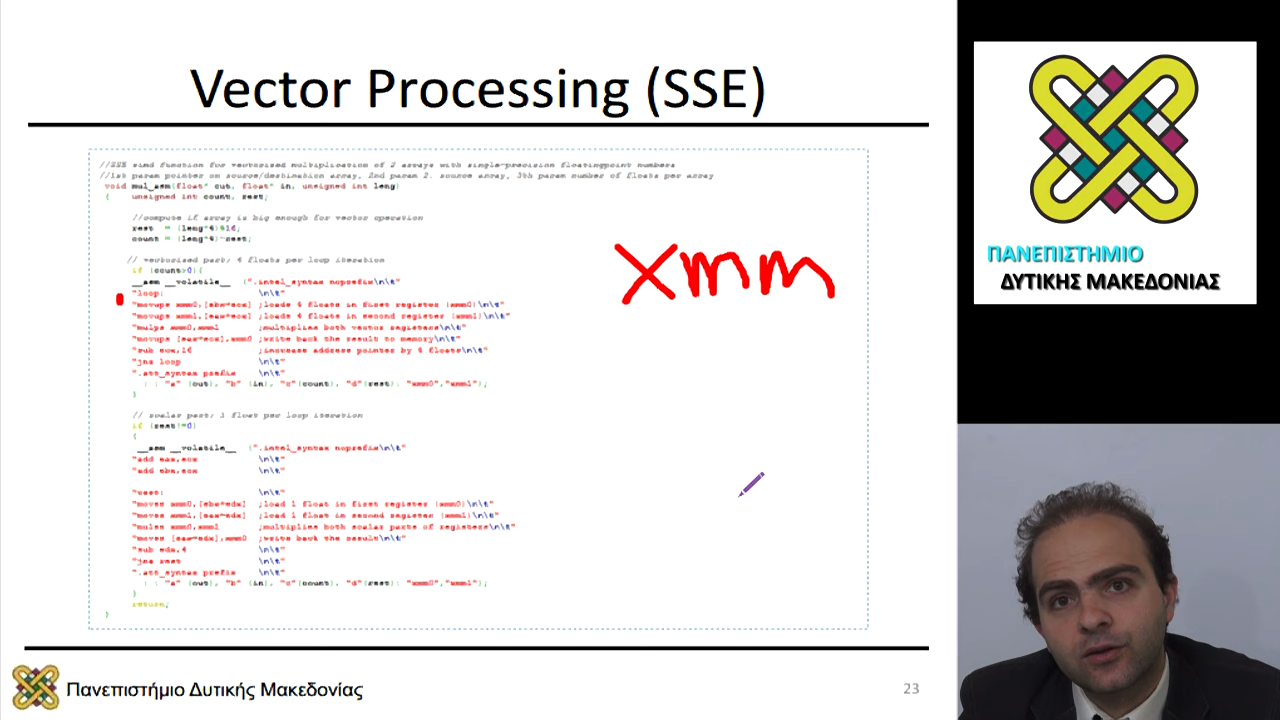 Vector Processing (SSE)
//SSE simd function for vectorized multiplication of 2 arrays with single-precision floatingpoint numbers
//1st param pointer on source/destination array, 2nd param 2. source array, 3th param number of floats per array
void mul_asm(float* out, float* in, unsigned int leng)
{ unsigned int count, rest;
//compute if array is big enough for vector operation
rest = (leng*4)%16;
count = (leng*4)-rest;
// vectorized part; 4 floats per loop iteration
if (count>0){
__asm __volatile__ (".intel_syntax noprefix\n\t"
"loop: \n\t"
"movups xmm0,[ebx+ecx] ;loads 4 floats in first register (xmm0)\n\t"
"movups xmm1,[eax+ecx] ;loads 4 floats in second register (xmm1)\n\t"
"mulps xmm0,xmm1 ;multiplies both vector registers\n\t"
"movups [eax+ecx],xmm0 ;write back the result to memory\n\t"
"sub ecx,16 ;increase address pointer by 4 floats\n\t"
"jnz loop \n\t"
".att_syntax prefix \n\t"
: : "a" (out), "b" (in), "c"(count), "d"(rest): "xmm0","xmm1");
}
// scalar part; 1 float per loop iteration
if (rest!=0)
{
__asm __volatile__ (".intel_syntax noprefix\n\t"
"add eax,ecx \n\t"
"add ebx,ecx \n\t"
"rest: \n\t"
"movss xmm0,[ebx+edx] ;load 1 float in first register (xmm0)\n\t"
"movss xmm1,[eax+edx] ;load 1 float in second register (xmm1)\n\t"
"mulss xmm0,xmm1 ;multiplies both scalar parts of registers\n\t"
"movss [eax+edx],xmm0 ;write back the result\n\t"
"sub edx,4 \n\t"
"jnz rest \n\t"
".att_syntax prefix \n\t"
: : "a" (out), "b" (in), "c"(count), "d"(rest): "xmm0","xmm1");
}
return;
}
xmm
Πανεπιστήμιο Δυτικής Μακεδονίας
23
ΠΑΝΕΠΙΣΤΗΜΙΟ
ΔΥΤΙΚΗΣ ΜΑΚΕΔΟΝΙΑΣ